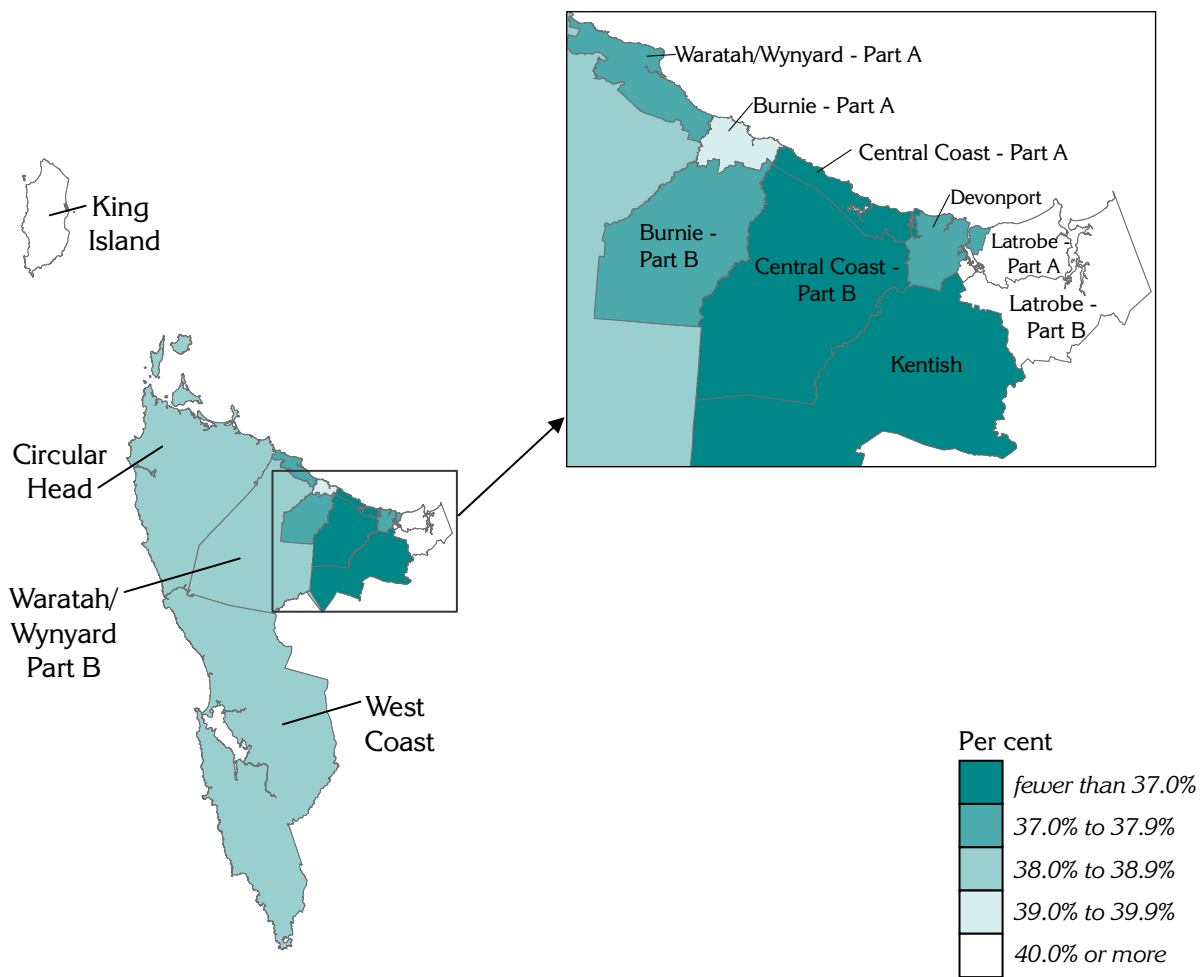 Waratah/Wynyard - Part A
Burnie - Part A
Central Coast - Part A
Devonport
Latrobe -
Part A
Burnie -
Part B
Central Coast -
Part B
Latrobe -
Part B
Kentish
King
Island
Circular
Head
Waratah/
Wynyard
Part B
West
Coast
Per cent
fewer than 37.0%
37.0% to 37.9%
38.0% to 38.9%
39.0% to 39.9%
40.0% or more